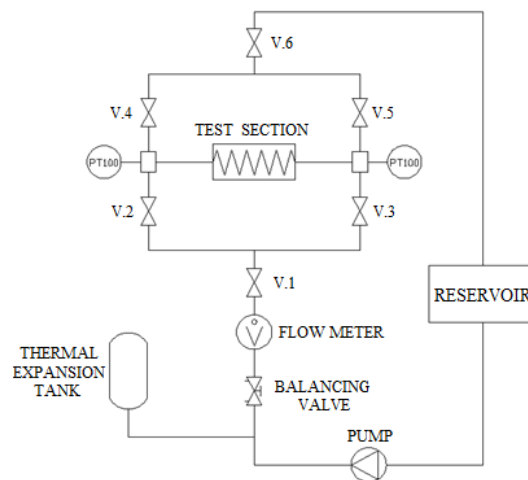 V.6
V.4
V.5
TEST SECTION
PT100
PT100
V.2
V.3
V.1
RESERVOIR
FLOW METER
V
THERMAL
EXPANSION
TANK
BALANCING
VALVE
PUMP